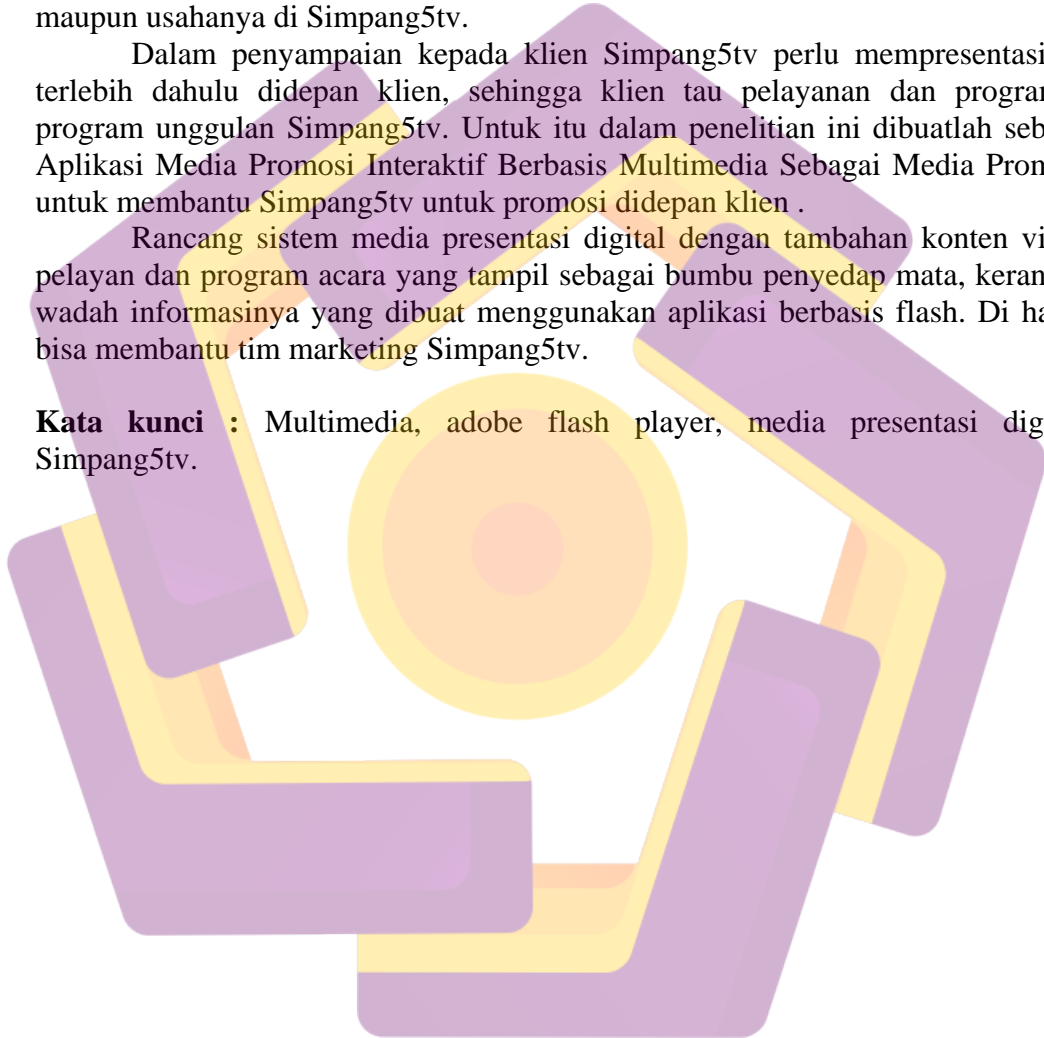 maupun usahanya di Simpang5tv.
Dalam penyampaian kepada klien Simpang5tv perlu mempresentasi
terlebih dahulu didepan klien, sehingga klien tau pelayanan dan progra
program unggulan Simpang5tv. Untuk itu dalam penelitian ini dibuatlah seb
Aplikasi Media Promosi Interaktif Berbasis Multimedia Sebagai Media Pro
untuk membantu Simpang5tv untuk promosi didepan klien .
Rancang sistem media presentasi digital dengan tambahan konten vi
pelayan dan program acara yang tampil sebagai bumbu penyedap mata, keran
wadah informasinya yang dibuat menggunakan aplikasi berbasis flash. Di ha
bisa membantu tim marketing Simpang5tv.
Kata kunci : Multimedia, adobe flash player, media presentasi dig
Simpang5tv.